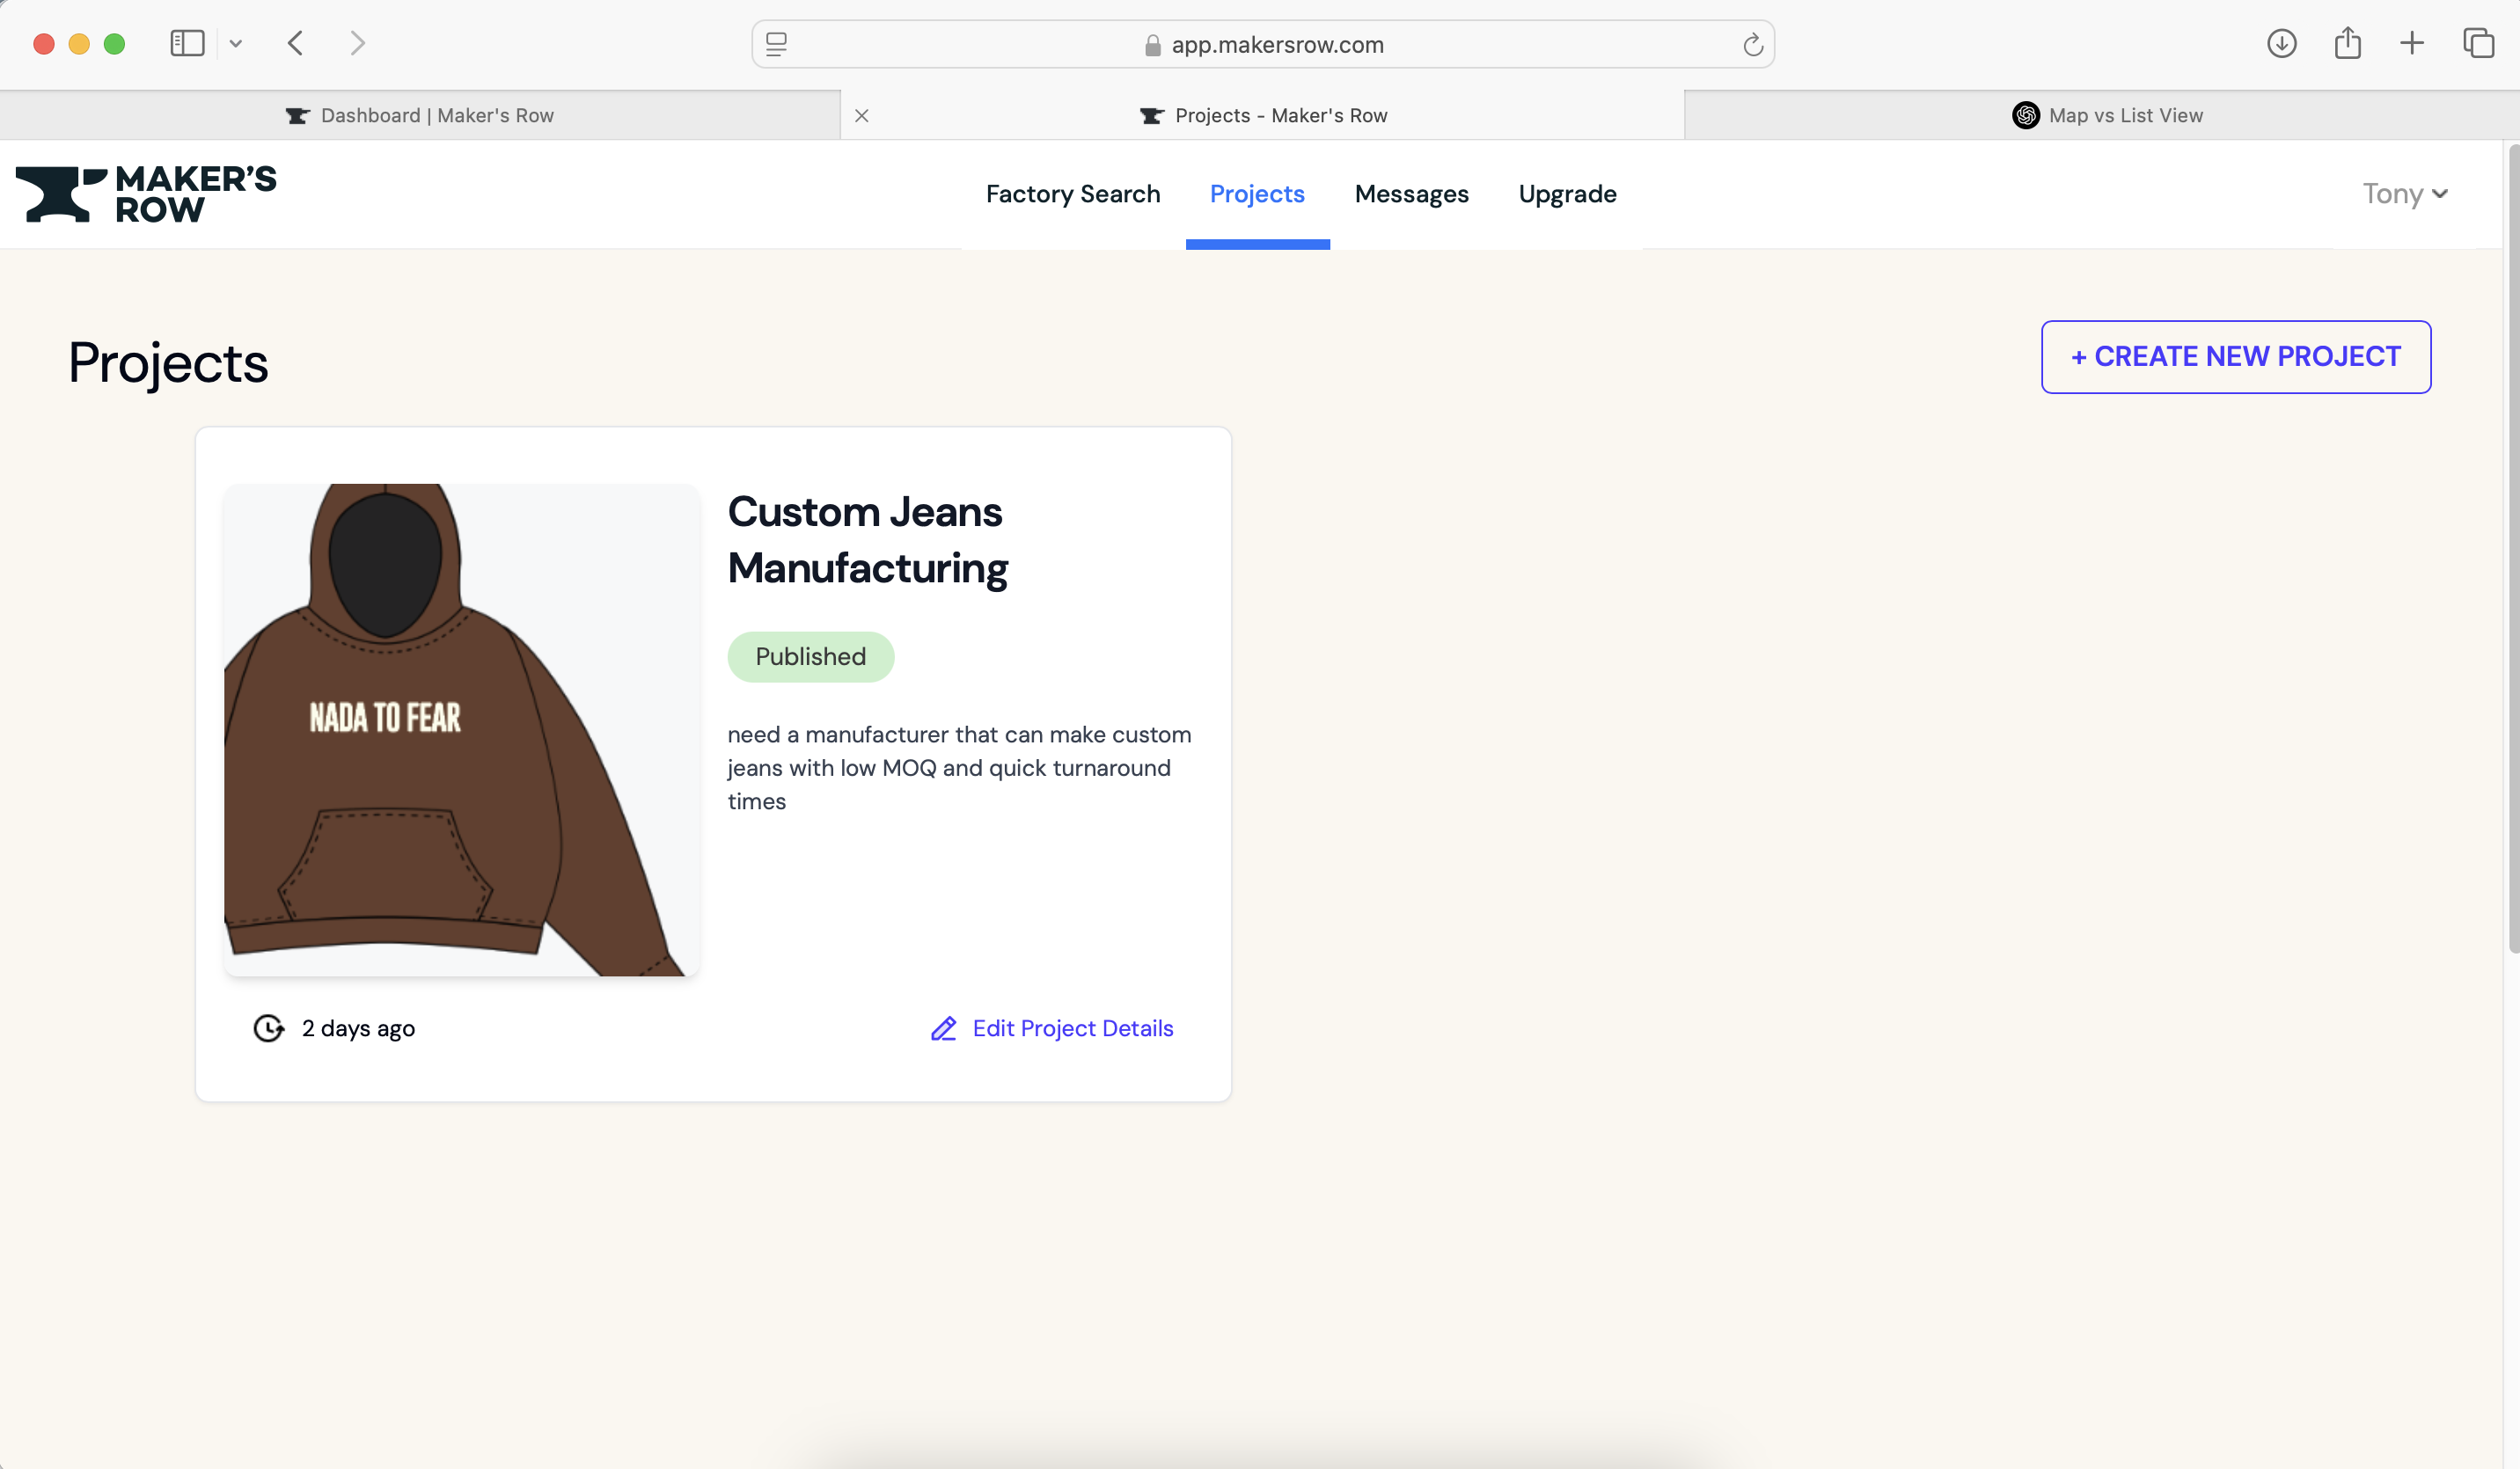 app.makersrow.com
Dashboard | Maker's Row
Projects - Maker's Row
Map vs List View
MAKER'S
ROW
Factory Search
Projects
Messages
Upgrade
Tony
Projects
+ CREATE NEW PROJECT
Custom Jeans
Manufacturing
Published
NADA TO FEAR
need a manufacturer that can make custom
jeans with low MOQ and quick turnaround
times
2 days ago
Edit Project Details